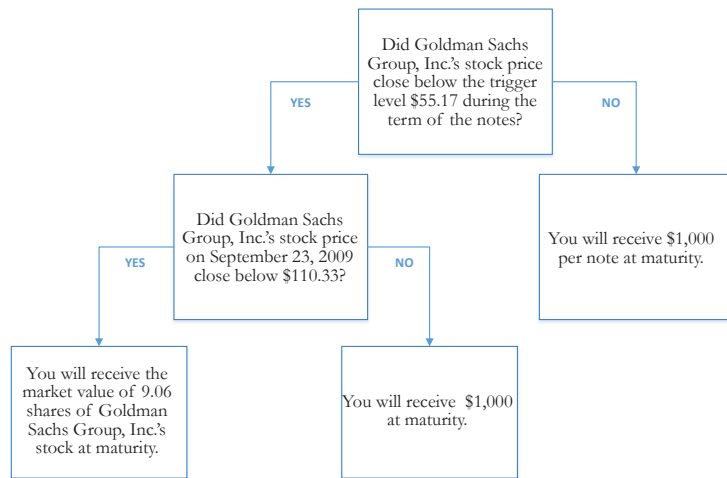 Did Goldman Sachs
Group, Inc.'s stock price
close below the trigger
level $55.17 during the
term of the notes?
YES
NO
Did Goldman Sachs
Group, Inc.'s stock price
on September 23, 2009
close below $110.33?
You will receive $1,000
per note at maturity.
YES
NO
You will receive the
market value of 9.06
shares of Goldman
Sachs Group, Inc.'s
stock at maturity.
You will receive $1,000
at maturity.